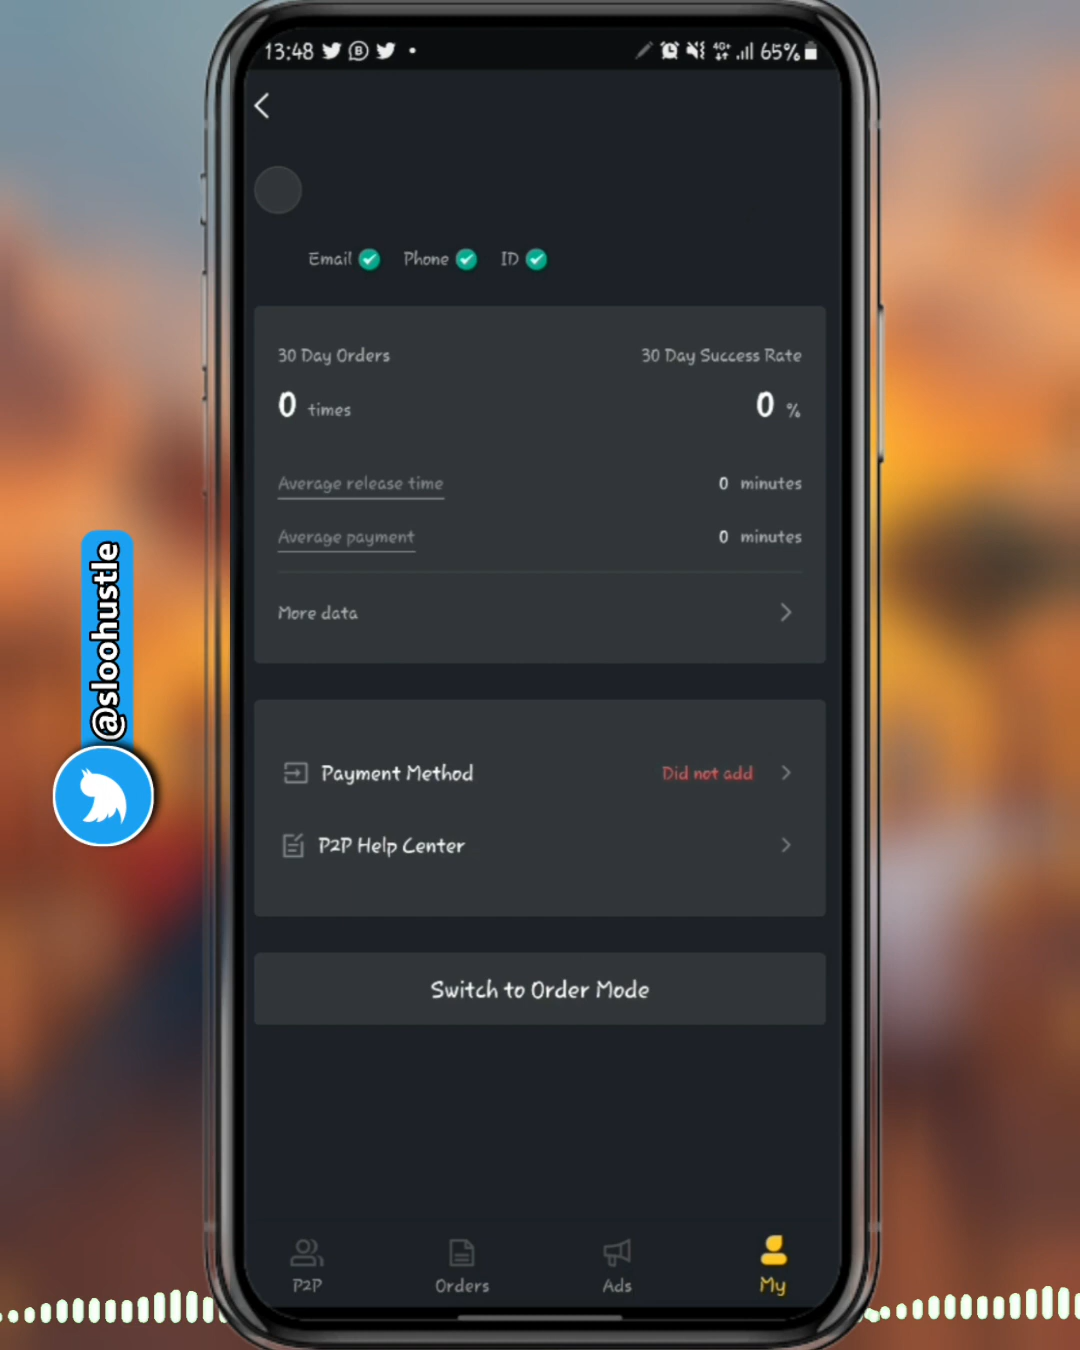 13:48
4G+
65%
Email
Phone
ID
30 Day Orders
30 Day Success Rate
0 times
0 %
Average release time
0 minutes
Average payment
0 minutes
More data
Payment Method
Did not add
P2P Help Center
Switch to Order Mode
P2P
Orders
Ads
My
@sloohustle